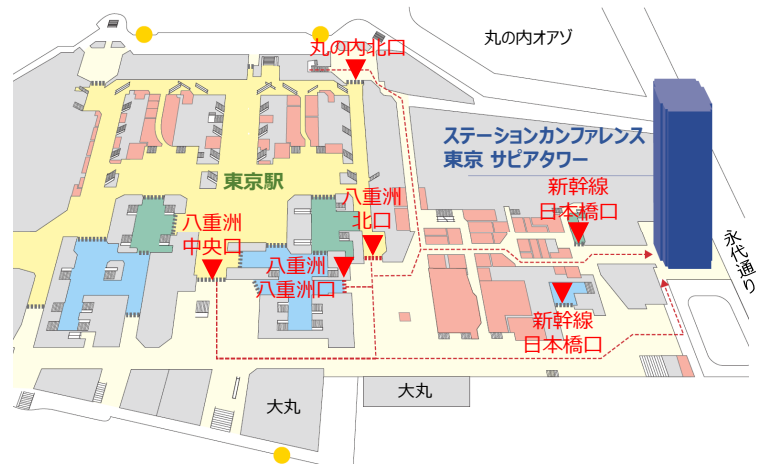 丸の内オアゾ
丸の内北口
ステーションカンファレンス
東京 サピアタワー
東京駅
新幹線
日本橋口
八重洲
北口
八重洲
中央口
永代通り
八重洲
八重洲口
新幹線
日本橋口
大丸
大丸